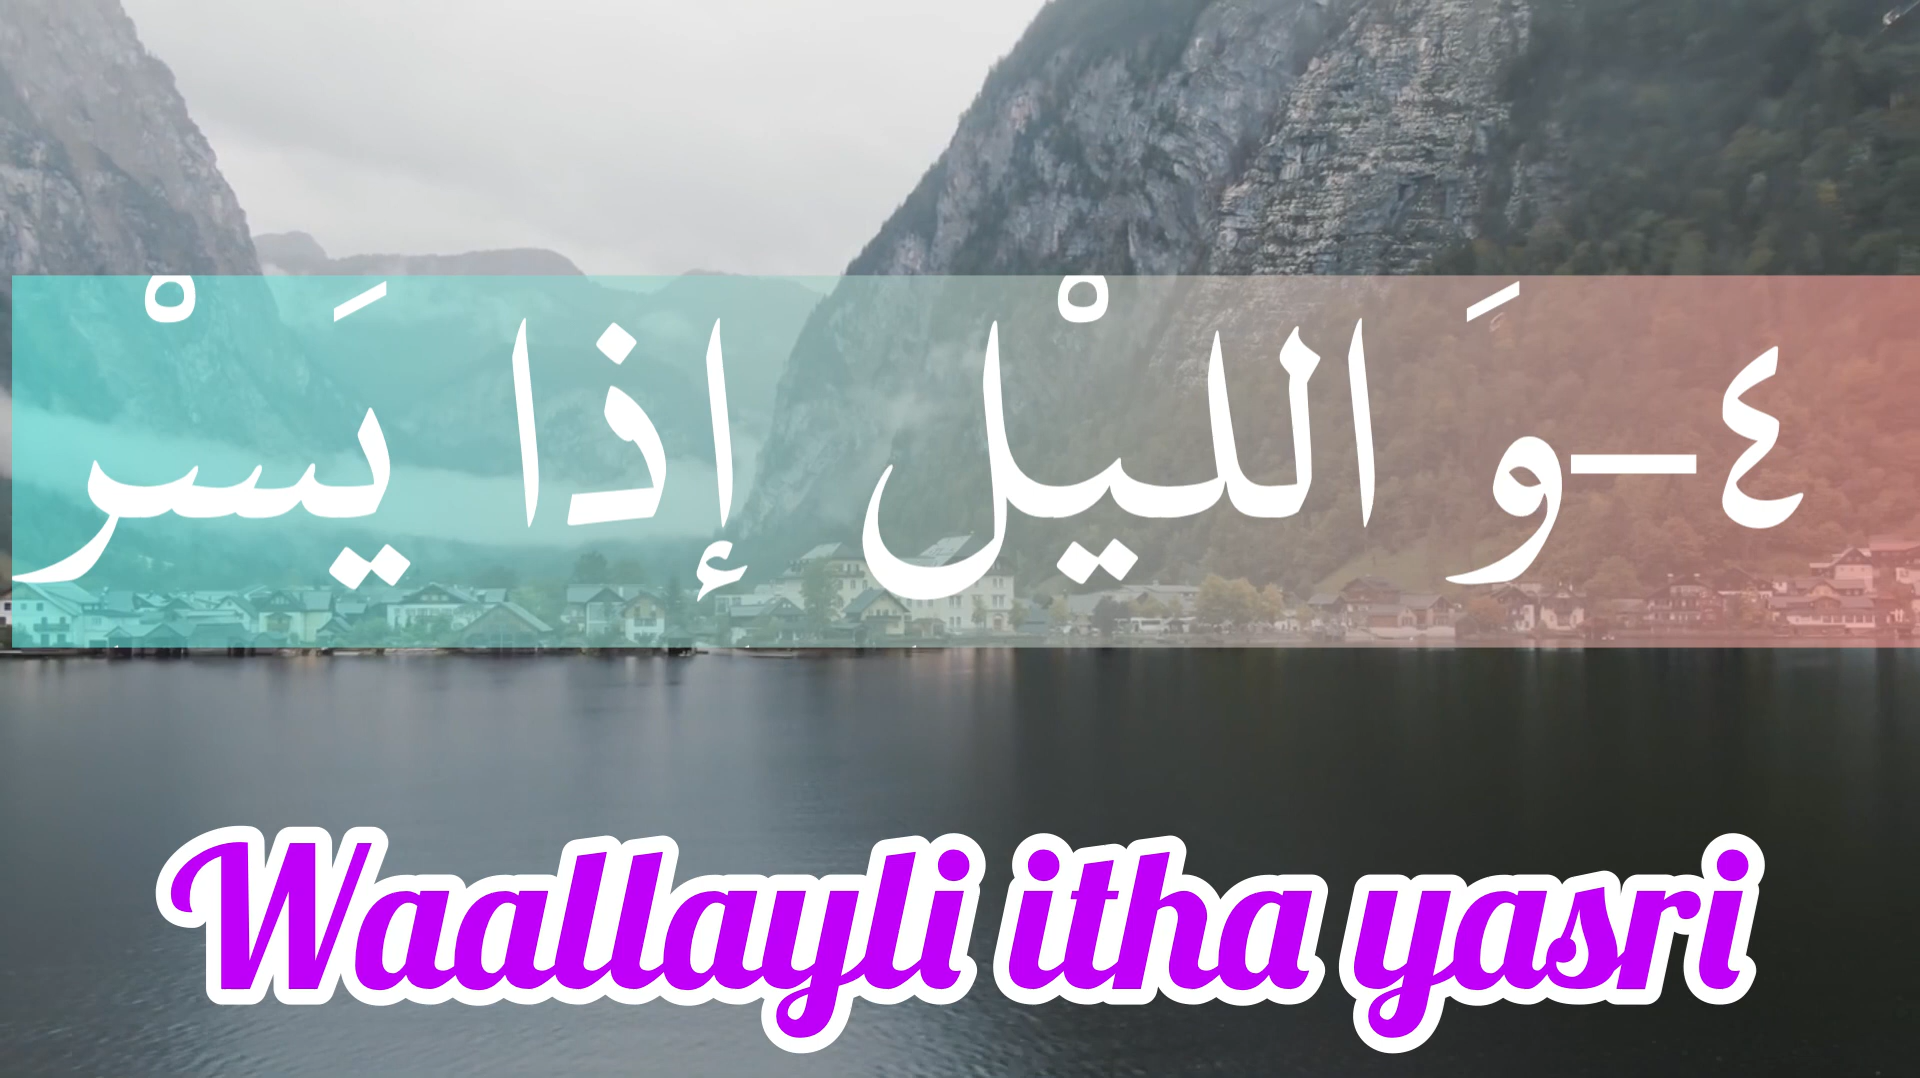 ٤–وَ الليْل إذا يَسْر
Waallayli itha yasri